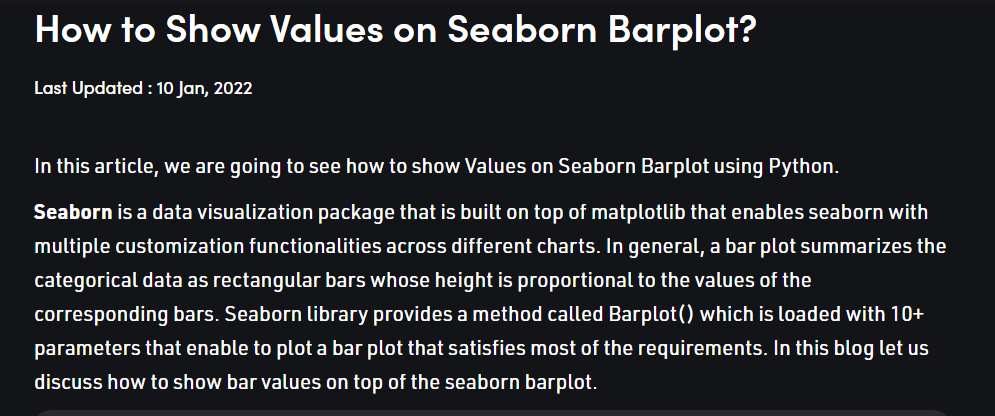 How to Show Values on Seaborn Barplot?
Last Updated : 10 Jan, 2022
In this article, we are going to see how to show Values on Seaborn Barplot using Python.
Seaborn is a data visualization package that is built on top of matplotlib that enables seaborn with
multiple customization functionalities across different charts. In general, a bar plot summarizes the
categorical data as rectangular bars whose height is proportional to the values of the
corresponding bars. Seaborn library provides a method called Barplot() which is loaded with 10+
parameters that enable to plot a bar plot that satisfies most of the requirements. In this blog let us
discuss how to show bar values on top of the seaborn barplot.